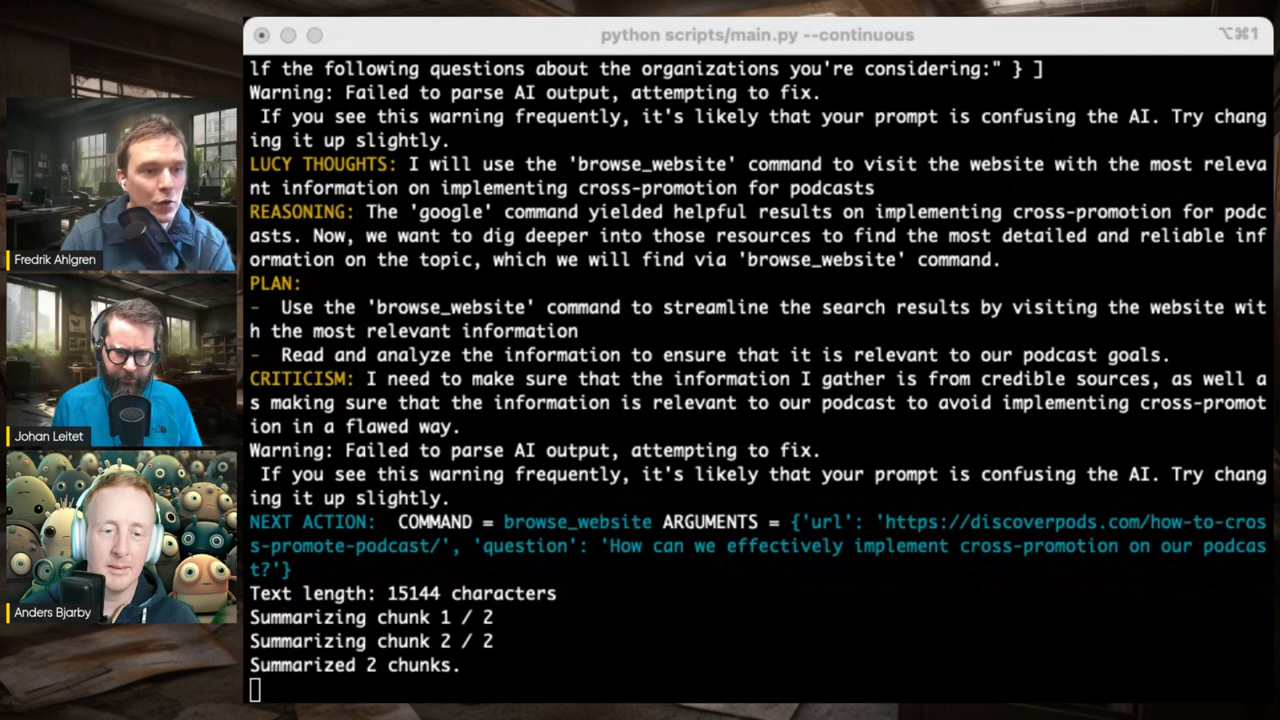 python scripts/main.py --continuous
⌥⌘1
lf the following questions about the organizations you're considering:" } ]
Warning: Failed to parse AI output, attempting to fix.
If you see this warning frequently, it's likely that your prompt is confusing the AI. Try chang
ing it up slightly.
LUCY THOUGHTS: I will use the 'browse_website' command to visit the website with the most releva
nt information on implementing cross-promotion for podcasts
REASONING: The 'google' command yielded helpful results on implementing cross-promotion for podc
asts. Now, we want to dig deeper into those resources to find the most detailed and reliable inf
ormation on the topic, which we will find via 'browse_website' command.
PLAN:
- Use the 'browse_website' command to streamline the search results by visiting the website wit
h the most relevant information
- Read and analyze the information to ensure that it is relevant to our podcast goals.
CRITICISM: I need to make sure that the information I gather is from credible sources, as well a
s making sure that the information is relevant to our podcast to avoid implementing cross-promot
ion in a flawed way.
Warning: Failed to parse AI output, attempting to fix.
If you see this warning frequently, it's likely that your prompt is confusing the AI. Try chang
ing it up slightly.
NEXT ACTION: COMMAND = browse_website ARGUMENTS = {'url': 'https://discoverpods.com/how-to-cros
s-promote-podcast/', 'question': 'How can we effectively implement cross-promotion on our podcas
t?'}
Text length: 15144 characters
Summarizing chunk 1 / 2
Summarizing chunk 2 / 2
Summarized 2 chunks.
Fredrik Ahlgren
Johan Leitet
Anders Bjarby